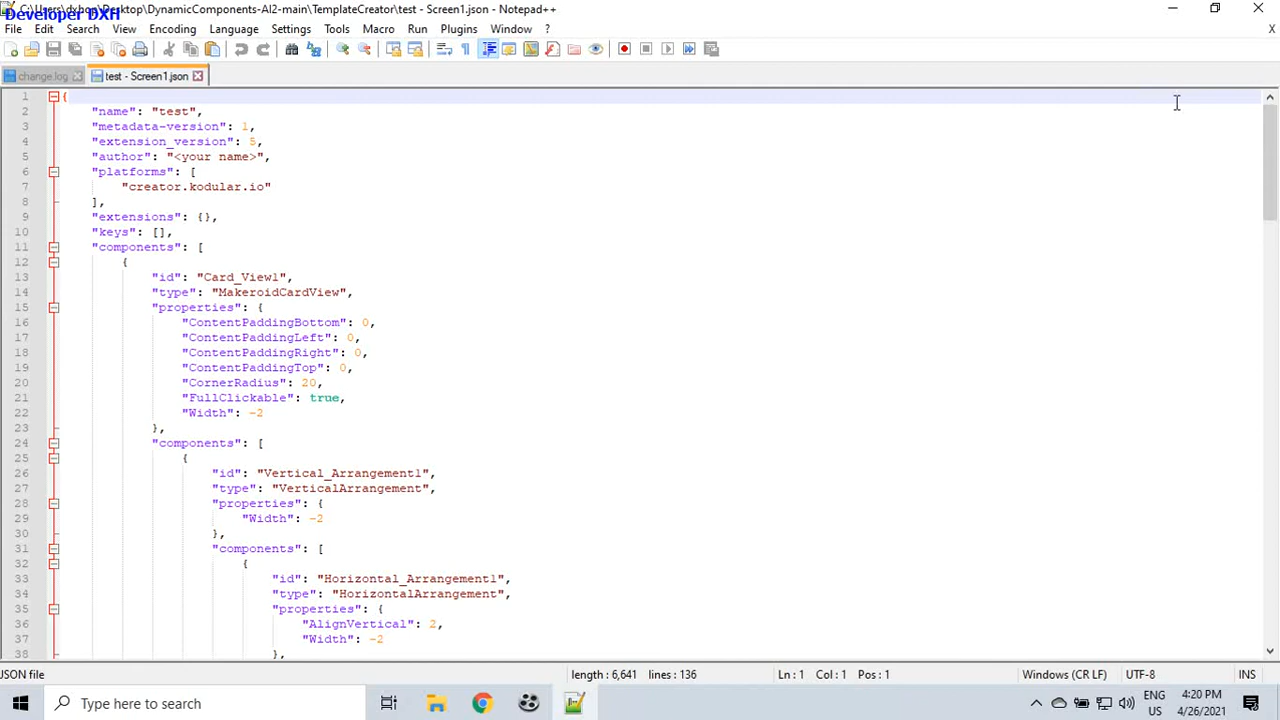 C:\Users\dxhop\Desktop\DynamicComponents-AI2-main\TemplateCreator\test - Screen1.json - Notepad++
Developer DXH
File Edit Search View Encoding Language Settings Tools Macro Run Plugins Window ? X
change.log test - Screen1.json
1 {
2 "name": "test",
3 "metadata-version": 1,
4 "extension_version": 5,
5 "author": "<your name>",
6 "platforms": [
7 "creator.kodular.io"
8 ],
9 "extensions": {},
10 "keys": [],
11 "components": [
12 {
13 "id": "Card_View1",
14 "type": "MakeroidCardView",
15 "properties": {
16 "ContentPaddingBottom": 0,
17 "ContentPaddingLeft": 0,
18 "ContentPaddingRight": 0,
19 "ContentPaddingTop": 0,
20 "CornerRadius": 20,
21 "FullClickable": true,
22 "Width": -2
23 },
24 "components": [
25 {
26 "id": "Vertical_Arrangement1",
27 "type": "VerticalArrangement",
28 "properties": {
29 "Width": -2
30 },
31 "components": [
32 {
33 "id": "Horizontal_Arrangement1",
34 "type": "HorizontalArrangement",
35 "properties": {
36 "AlignVertical": 2,
37 "Width": -2
38 },
JSON file length : 6,641 lines : 136 Ln : 1 Col : 1 Pos : 1 Windows (CR LF) UTF-8 INS
Type here to search
ENG
US
4:20 PM
4/26/2021